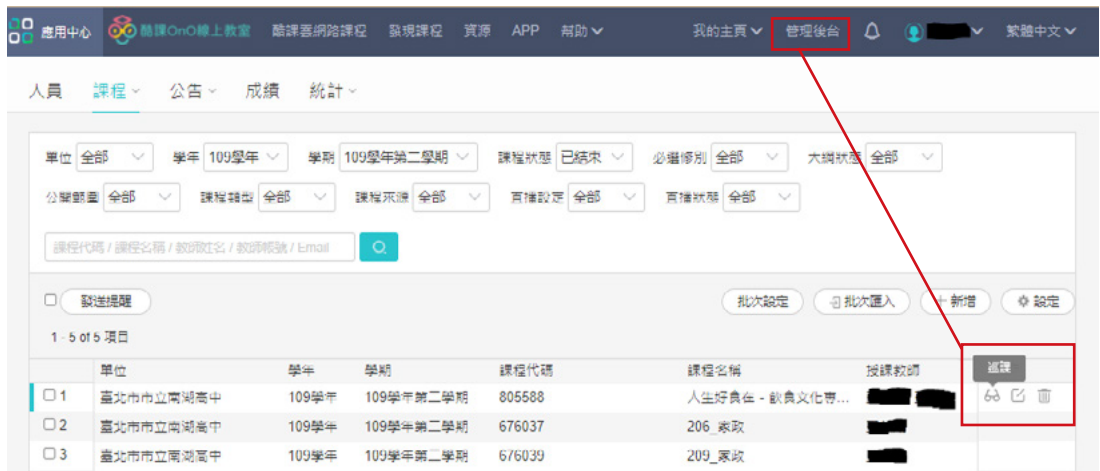 應用中心 酷課OnO線上教室 酷課雲網路課程 發現課程 資源 APP 幫助 我的主頁 管理後台 繁體中文
人員 課程 公告 成績 統計
單位 全部 學年 109學年 學期 109學年第二學期 課程狀態 已結束 必選修別 全部 大綱狀態 全部
公開範圍 全部 課程類型 全部 課程來源 全部 直播設定 全部 直播狀態 全部
課程代碼 / 課程名稱 / 教師姓名 / 教師帳號 / Email
發送提醒 批次設定 批次匯入 + 新增 設定
1 - 5 of 5 項目
單位 學年 學期 課程代碼 課程名稱 授課教師 巡課
1 臺北市市立南湖高中 109學年 109學年第二學期 805588 人生好食在 - 飲食文化專...
2 臺北市市立南湖高中 109學年 109學年第二學期 676037 206_家政
3 臺北市市立南湖高中 109學年 109學年第二學期 676039 209_家政